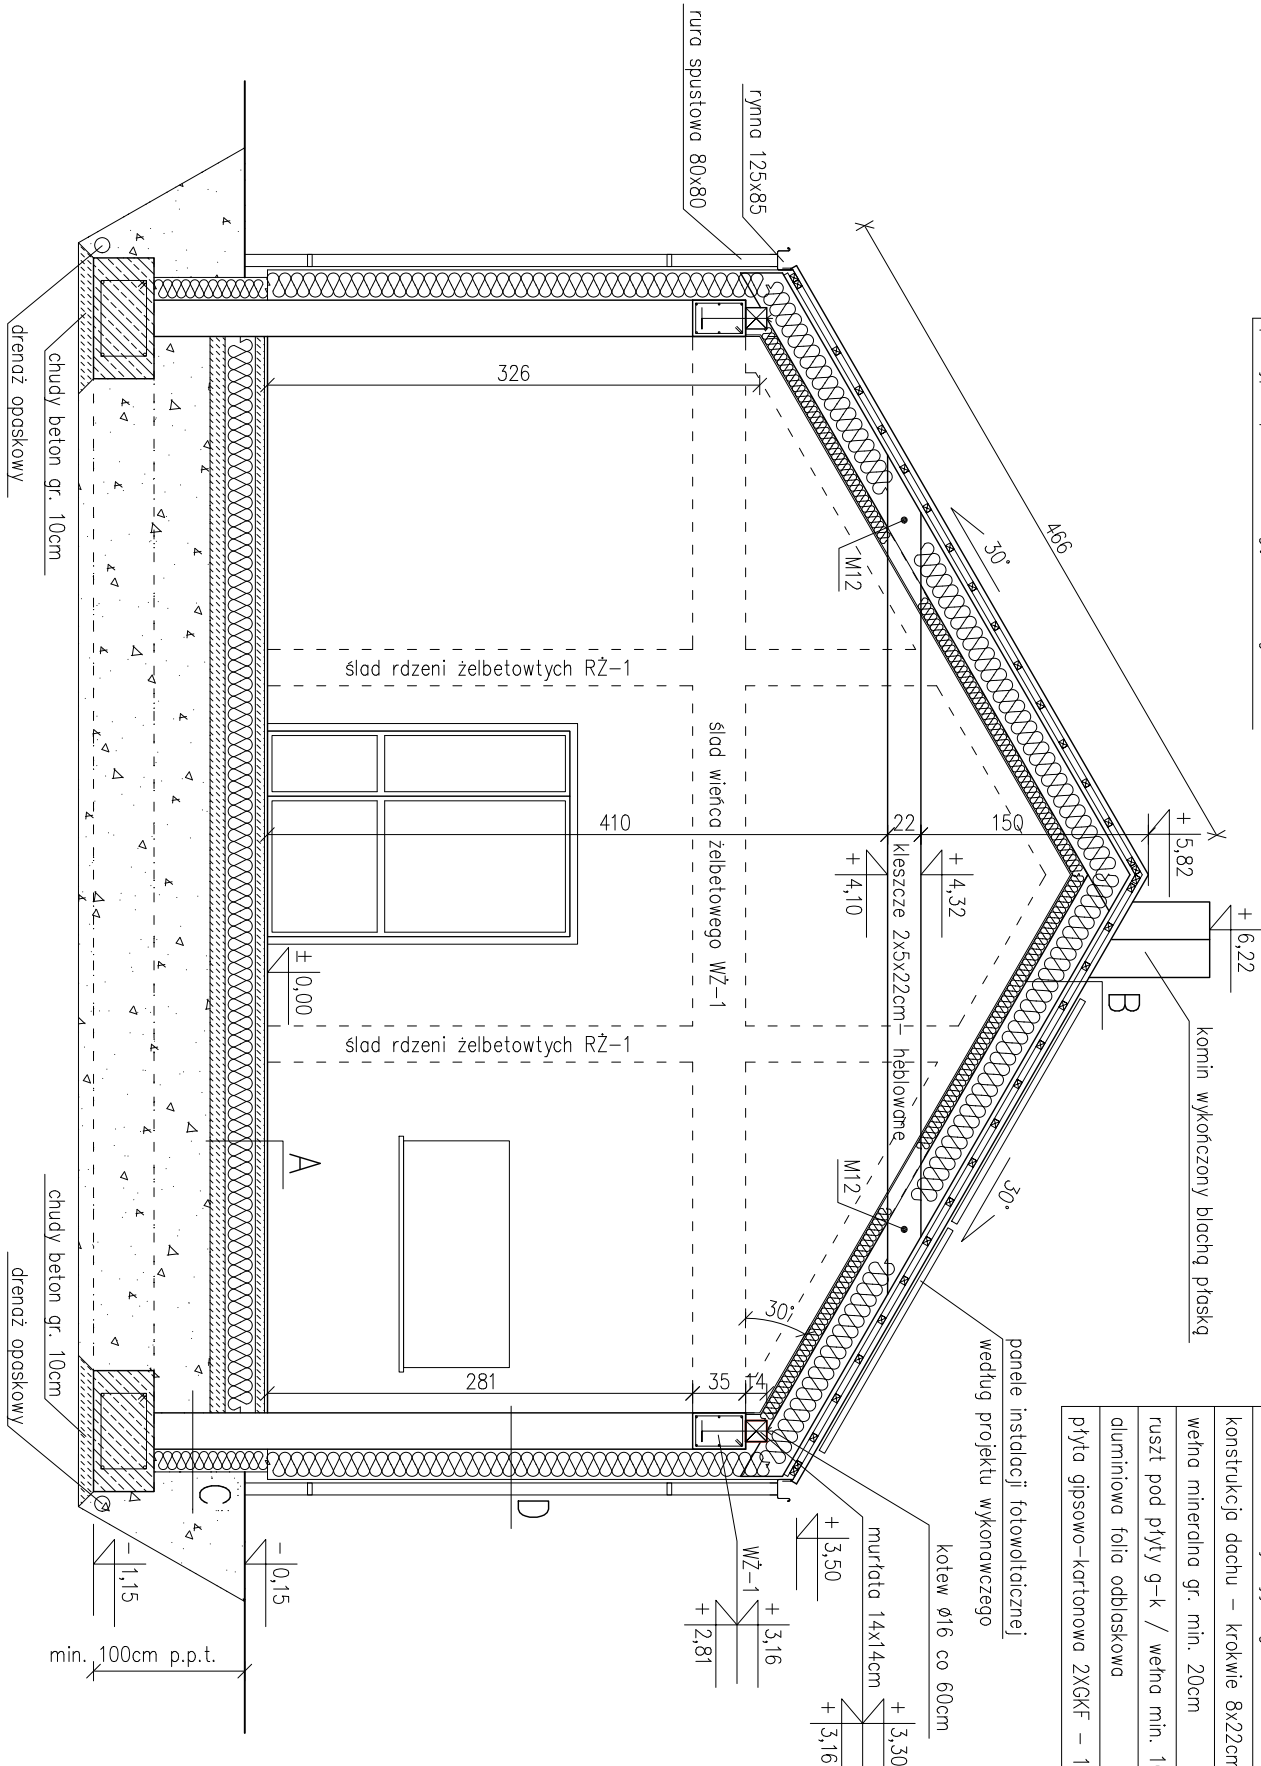 466
30°
+ 5,82
+ 6,22
komin wykończony blachą płaską
B
rynna 125x85
rura spustowa 80x80
M12
150
22
+ 4,32
+ 4,10
kleszcze 2x5x22cm- heblowane
M12
30°
30°
panele instalacji fotowoltaicznej
według projektu wykonawczego
konstrukcja dachu - krokwie 8x22cm
wełna mineralna gr. min. 20cm
ruszt pod płyty g-k / wełna min. 1
aluminiowa folia odblaskowa
płyta gipsowo-kartonowa 2XGKF - 1
kotew ø16 co 60cm
murłata 14x14cm
+ 3,30
+ 3,16
+ 3,50
WŻ-1
+ 3,16
+ 2,81
326
410
281
35
14
ślad rdzeni żelbetowtych RŻ-1
ślad wieńca żelbetowego WŻ-1
ślad rdzeni żelbetowtych RŻ-1
± 0,00
A
D
C
- 0,15
- 1,15
min. 100cm p.p.t.
chudy beton gr. 10cm
drenaż opaskowy
chudy beton gr. 10cm
drenaż opaskowy